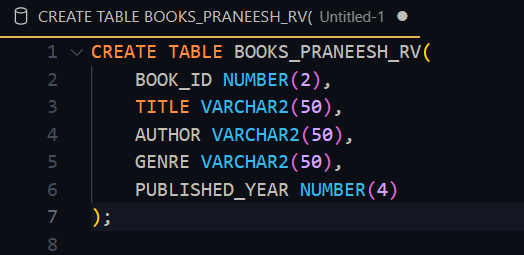 CREATE TABLE BOOKS_PRANEESH_RV( Untitled-1
1 CREATE TABLE BOOKS_PRANEESH_RV(
2 BOOK_ID NUMBER(2),
3 TITLE VARCHAR2(50),
4 AUTHOR VARCHAR2(50),
5 GENRE VARCHAR2(50),
6 PUBLISHED_YEAR NUMBER(4)
7 );
8